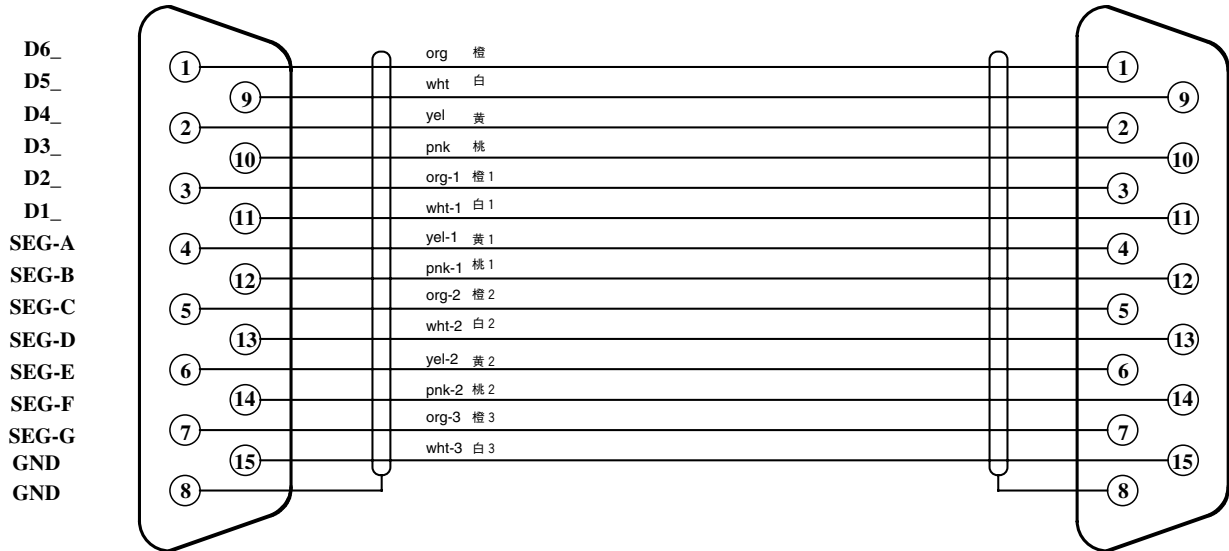 D6_
1 org 橙 1
D5_
9 wht 白 9
D4_
2 yel 黄 2
D3_
10 pnk 桃 10
D2_
3 org-1 橙 1 3
D1_
11 wht-1 白 1 11
SEG-A
4 yel-1 黄 1 4
SEG-B
12 pnk-1 桃 1 12
SEG-C
5 org-2 橙 2 5
SEG-D
13 wht-2 白 2 13
SEG-E
6 yel-2 黄 2 6
SEG-F
14 pnk-2 桃 2 14
SEG-G
7 org-3 橙 3 7
GND
15 wht-3 白 3 15
GND
8 8